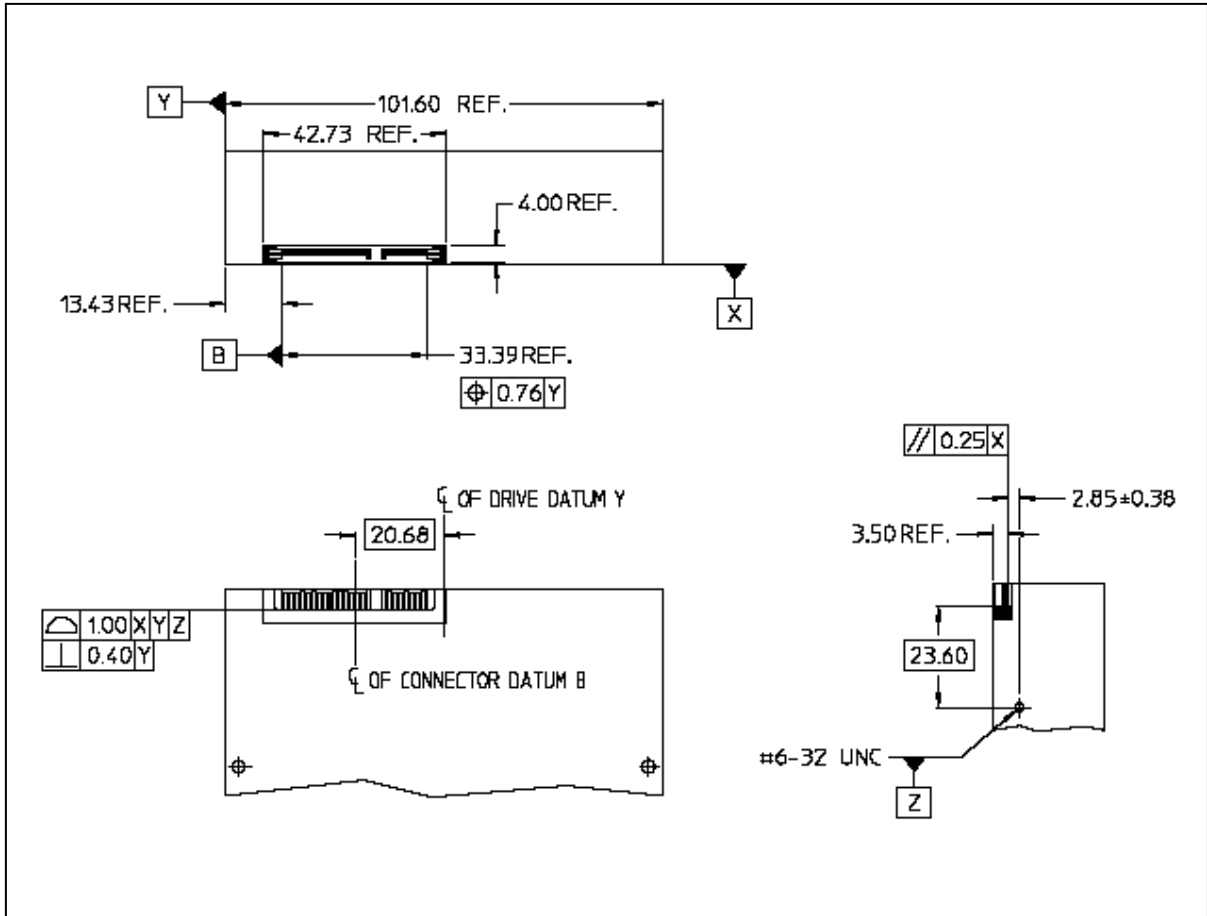 Y
101.60 REF.
42.73 REF.
4.00 REF.
13.43 REF.
X
B
33.39 REF.
⌖ 0.76 Y
// 0.25 X
℄ OF DRIVE DATUM Y
2.85±0.38
20.68
3.50 REF.
⌓ 1.00 X Y Z
⊥ 0.40 Y
23.60
℄ OF CONNECTOR DATUM B
#6-32 UNC
Z